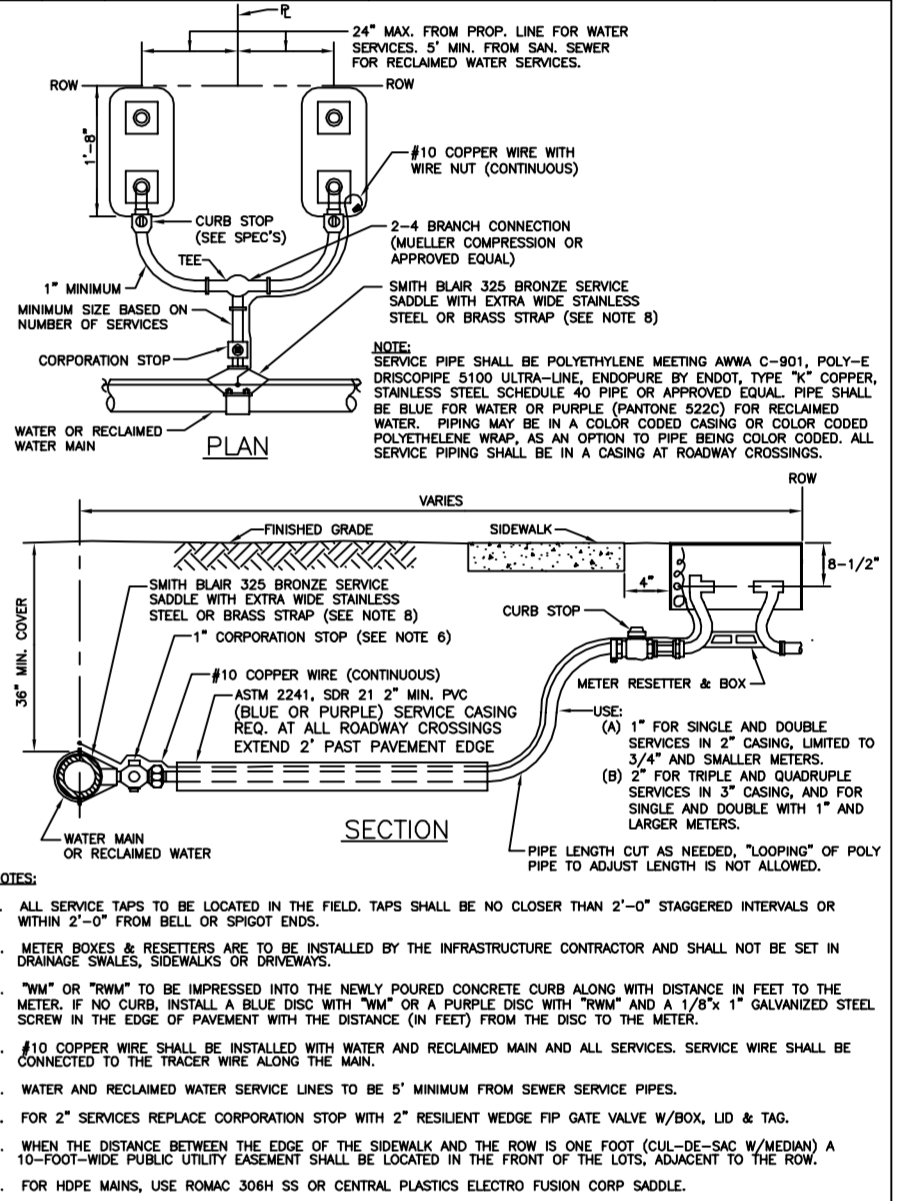 PL
24" MAX. FROM PROP. LINE FOR WATER
SERVICES. 5' MIN. FROM SAN. SEWER
FOR RECLAIMED WATER SERVICES.
ROW
ROW
1'-8"
#10 COPPER WIRE WITH
WIRE NUT (CONTINUOUS)
CURB STOP
(SEE SPEC'S)
2-4 BRANCH CONNECTION
(MUELLER COMPRESSION OR
APPROVED EQUAL)
TEE
1" MINIMUM
MINIMUM SIZE BASED ON
NUMBER OF SERVICES
SMITH BLAIR 325 BRONZE SERVICE
SADDLE WITH EXTRA WIDE STAINLESS
STEEL OR BRASS STRAP (SEE NOTE 8)
CORPORATION STOP
WATER OR RECLAIMED
WATER MAIN
PLAN
NOTE:
SERVICE PIPE SHALL BE POLYETHYLENE MEETING AWWA C-901, POLY-E
DRISCOPIPE 5100 ULTRA-LINE, ENDOPURE BY ENDOT, TYPE "K" COPPER,
STAINLESS STEEL SCHEDULE 40 PIPE OR APPROVED EQUAL. PIPE SHALL
BE BLUE FOR WATER OR PURPLE (PANTONE 522C) FOR RECLAIMED
WATER. PIPING MAY BE IN A COLOR CODED CASING OR COLOR CODED
POLYETHELENE WRAP, AS AN OPTION TO PIPE BEING COLOR CODED. ALL
SERVICE PIPING SHALL BE IN A CASING AT ROADWAY CROSSINGS.
ROW
VARIES
FINISHED GRADE
SIDEWALK
8-1/2"
4"
36" MIN. COVER
SMITH BLAIR 325 BRONZE SERVICE
SADDLE WITH EXTRA WIDE STAINLESS
STEEL OR BRASS STRAP (SEE NOTE 8)
CURB STOP
1" CORPORATION STOP (SEE NOTE 6)
#10 COPPER WIRE (CONTINUOUS)
METER RESETTER & BOX
ASTM 2241, SDR 21 2" MIN. PVC
(BLUE OR PURPLE) SERVICE CASING
REQ. AT ALL ROADWAY CROSSINGS
EXTEND 2' PAST PAVEMENT EDGE
USE:
(A) 1" FOR SINGLE AND DOUBLE
SERVICES IN 2" CASING, LIMITED TO
3/4" AND SMALLER METERS.
(B) 2" FOR TRIPLE AND QUADRUPLE
SERVICES IN 3" CASING, AND FOR
SINGLE AND DOUBLE WITH 1" AND
LARGER METERS.
WATER MAIN
OR RECLAIMED WATER
SECTION
PIPE LENGTH CUT AS NEEDED, "LOOPING" OF POLY
PIPE TO ADJUST LENGTH IS NOT ALLOWED.
OTES:
. ALL SERVICE TAPS TO BE LOCATED IN THE FIELD. TAPS SHALL BE NO CLOSER THAN 2'-0" STAGGERED INTERVALS OR
WITHIN 2'-0" FROM BELL OR SPIGOT ENDS.
. METER BOXES & RESETTERS ARE TO BE INSTALLED BY THE INFRASTRUCTURE CONTRACTOR AND SHALL NOT BE SET IN
DRAINAGE SWALES, SIDEWALKS OR DRIVEWAYS.
. "WM" OR "RWM" TO BE IMPRESSED INTO THE NEWLY POURED CONCRETE CURB ALONG WITH DISTANCE IN FEET TO THE
METER. IF NO CURB, INSTALL A BLUE DISC WITH "WM" OR A PURPLE DISC WITH "RWM" AND A 1/8"x 1" GALVANIZED STEEL
SCREW IN THE EDGE OF PAVEMENT WITH THE DISTANCE (IN FEET) FROM THE DISC TO THE METER.
. #10 COPPER WIRE SHALL BE INSTALLED WITH WATER AND RECLAIMED MAIN AND ALL SERVICES. SERVICE WIRE SHALL BE
CONNECTED TO THE TRACER WIRE ALONG THE MAIN.
. WATER AND RECLAIMED WATER SERVICE LINES TO BE 5' MINIMUM FROM SEWER SERVICE PIPES.
. FOR 2" SERVICES REPLACE CORPORATION STOP WITH 2" RESILIENT WEDGE FIP GATE VALVE W/BOX, LID & TAG.
. WHEN THE DISTANCE BETWEEN THE EDGE OF THE SIDEWALK AND THE ROW IS ONE FOOT (CUL-DE-SAC W/MEDIAN) A
10-FOOT-WIDE PUBLIC UTILITY EASEMENT SHALL BE LOCATED IN THE FRONT OF THE LOTS, ADJACENT TO THE ROW.
. FOR HDPE MAINS, USE ROMAC 306H SS OR CENTRAL PLASTICS ELECTRO FUSION CORP SADDLE.